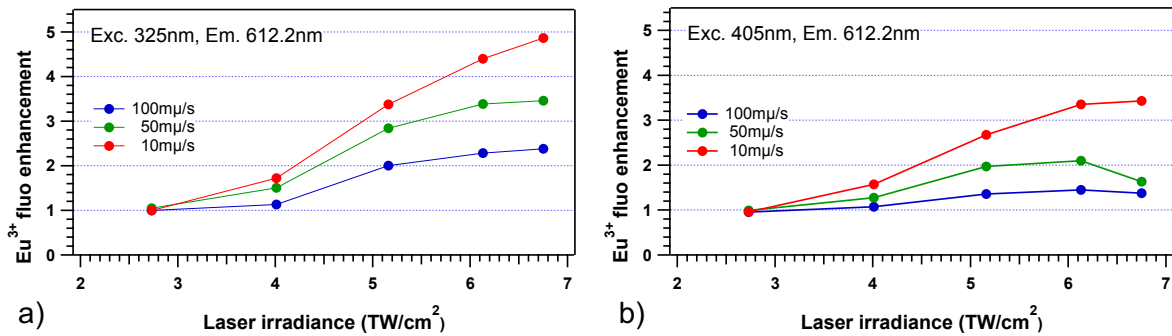 Exc. 325nm, Em. 612.2nm
100mµ/s
50mµ/s
10mµ/s
Eu3+ fluo enhancement
5
4
3
2
1
0
2 3 4 5 6 7
Laser irradiance (TW/cm2)
a)
Exc. 405nm, Em. 612.2nm
100mµ/s
50mµ/s
10mµ/s
Eu3+ fluo enhancement
5
4
3
2
1
0
2 3 4 5 6 7
Laser irradiance (TW/cm2)
b)